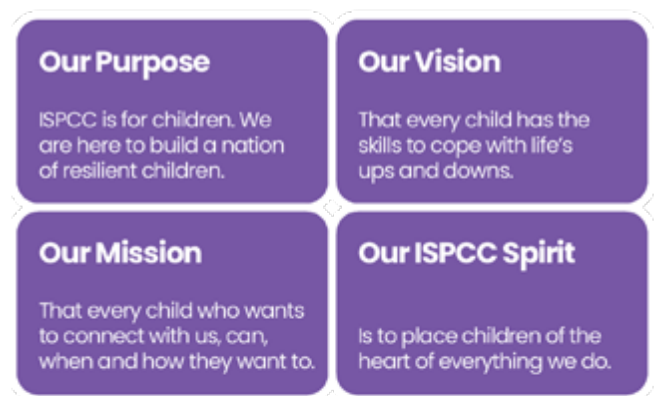 Our Purpose
ISPCC is for children. We
are here to build a nation
of resilient children.
Our Vision
That every child has the
skills to cope with life's
ups and downs.
Our Mission
That every child who wants
to connect with us, can,
when and how they want to.
Our ISPCC Spirit
Is to place children of the
heart of everything we do.